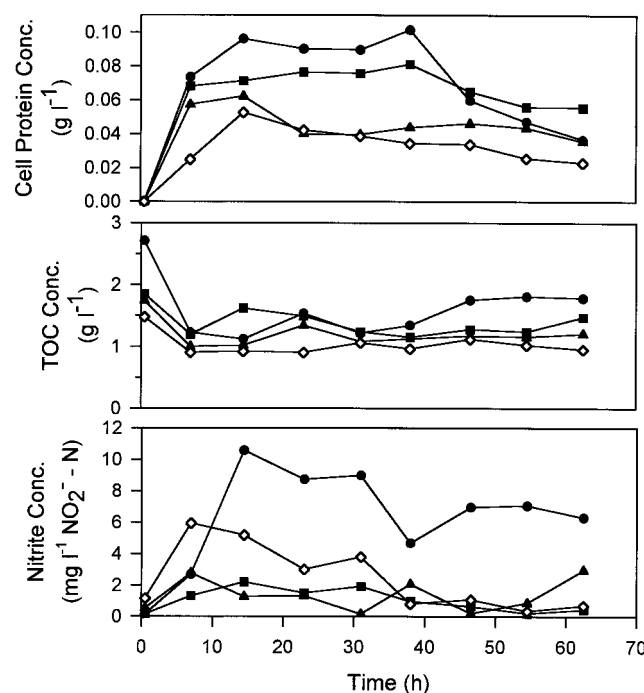 Cell Protein Conc.
(g l⁻¹)
0.10
0.08
0.06
0.04
0.02
0.00
TOC Conc.
(g l⁻¹)
3
2
1
0
Nitrite Conc.
(mg l⁻¹ NO₂⁻ - N)
12
10
8
6
4
2
0
0 10 20 30 40 50 60 70
Time (h)